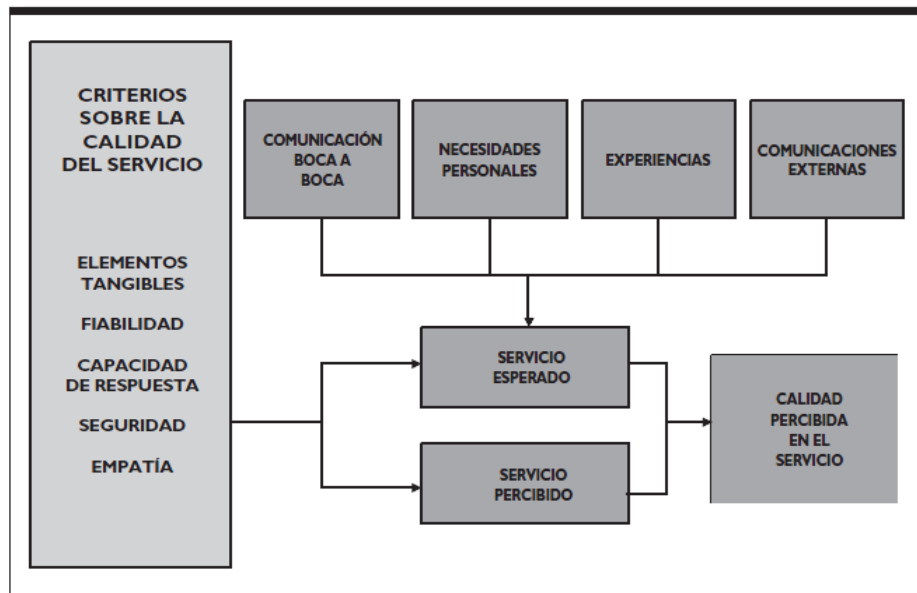 CRITERIOS
SOBRE LA
CALIDAD
DEL SERVICIO
ELEMENTOS
TANGIBLES
FIABILIDAD
CAPACIDAD
DE RESPUESTA
SEGURIDAD
EMPATÍA
COMUNICACIÓN
BOCA A
BOCA
NECESIDADES
PERSONALES
EXPERIENCIAS
COMUNICACIONES
EXTERNAS
SERVICIO
ESPERADO
SERVICIO
PERCIBIDO
CALIDAD
PERCIBIDA
EN EL
SERVICIO